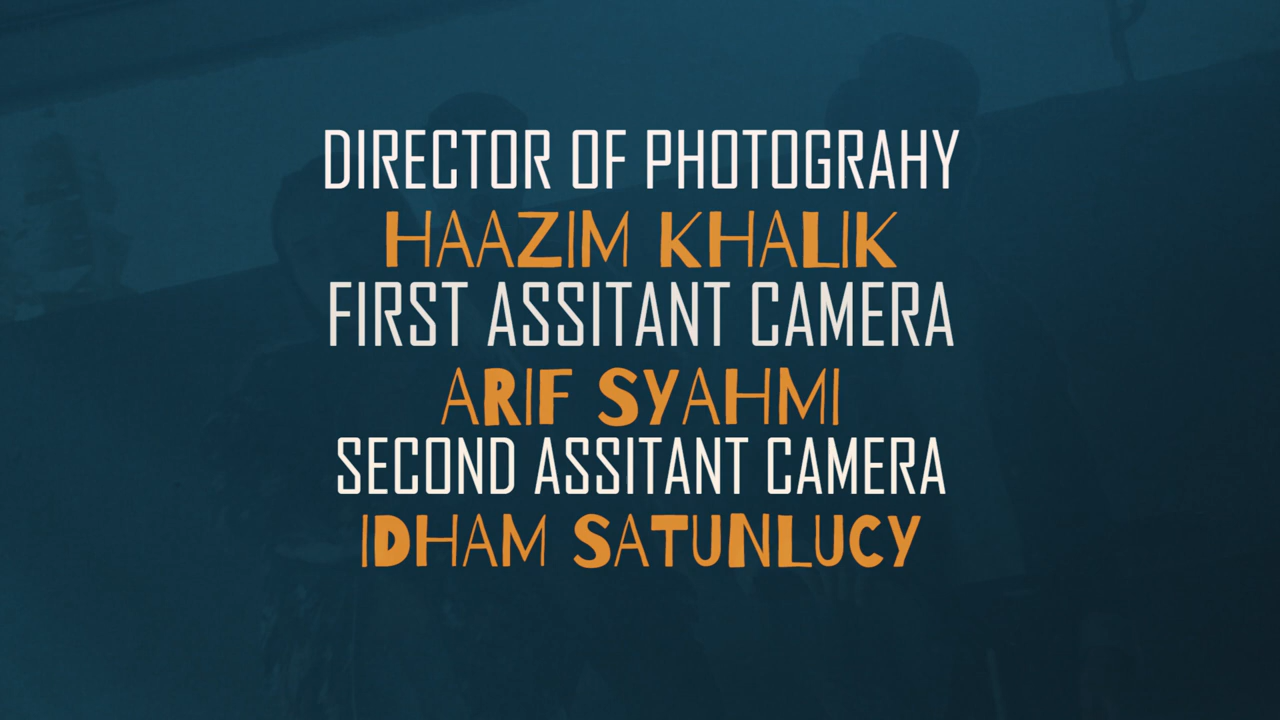 DIRECTOR OF PHOTOGRAHY
HAAZIM KHALIK
FIRST ASSITANT CAMERA
ARIF SYAHMI
SECOND ASSITANT CAMERA
IDHAM SATUNLUCY